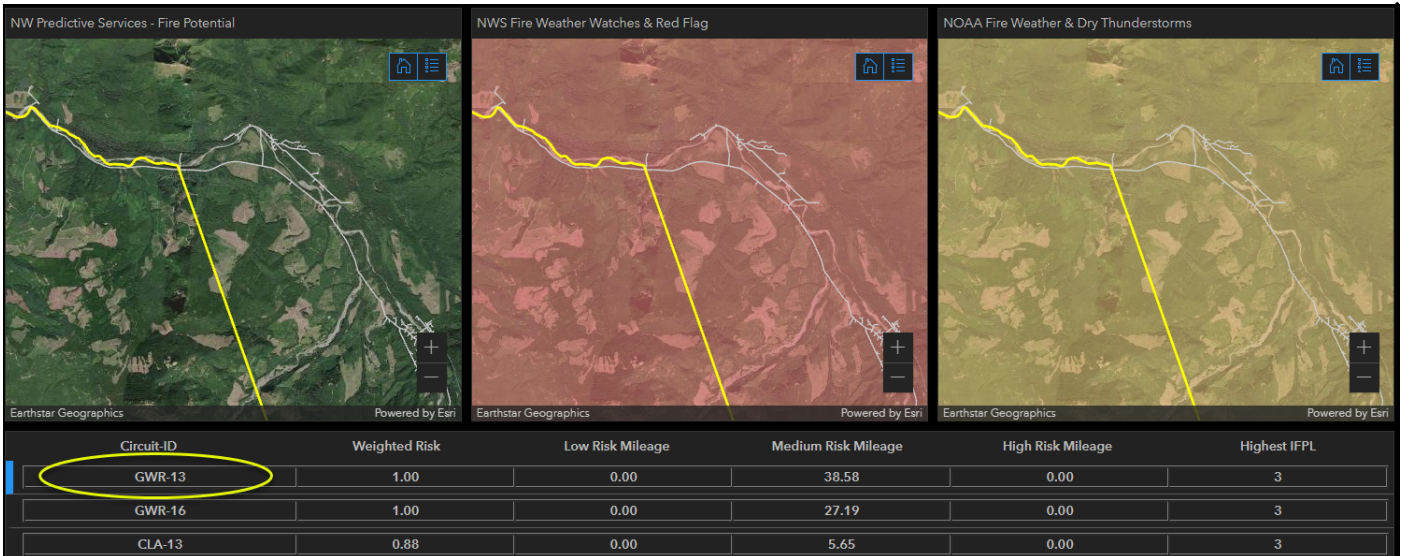 NW Predictive Services - Fire Potential
NWS Fire Weather Watches & Red Flag
NOAA Fire Weather & Dry Thunderstorms
Earthstar Geographics Powered by Esri
Earthstar Geographics Powered by Esri
Earthstar Geographics Powered by Esri
Circuit-ID Weighted Risk Low Risk Mileage Medium Risk Mileage High Risk Mileage Highest IFPL
GWR-13 1.00 0.00 38.58 0.00 3
GWR-16 1.00 0.00 27.19 0.00 3
CLA-13 0.88 0.00 5.65 0.00 3